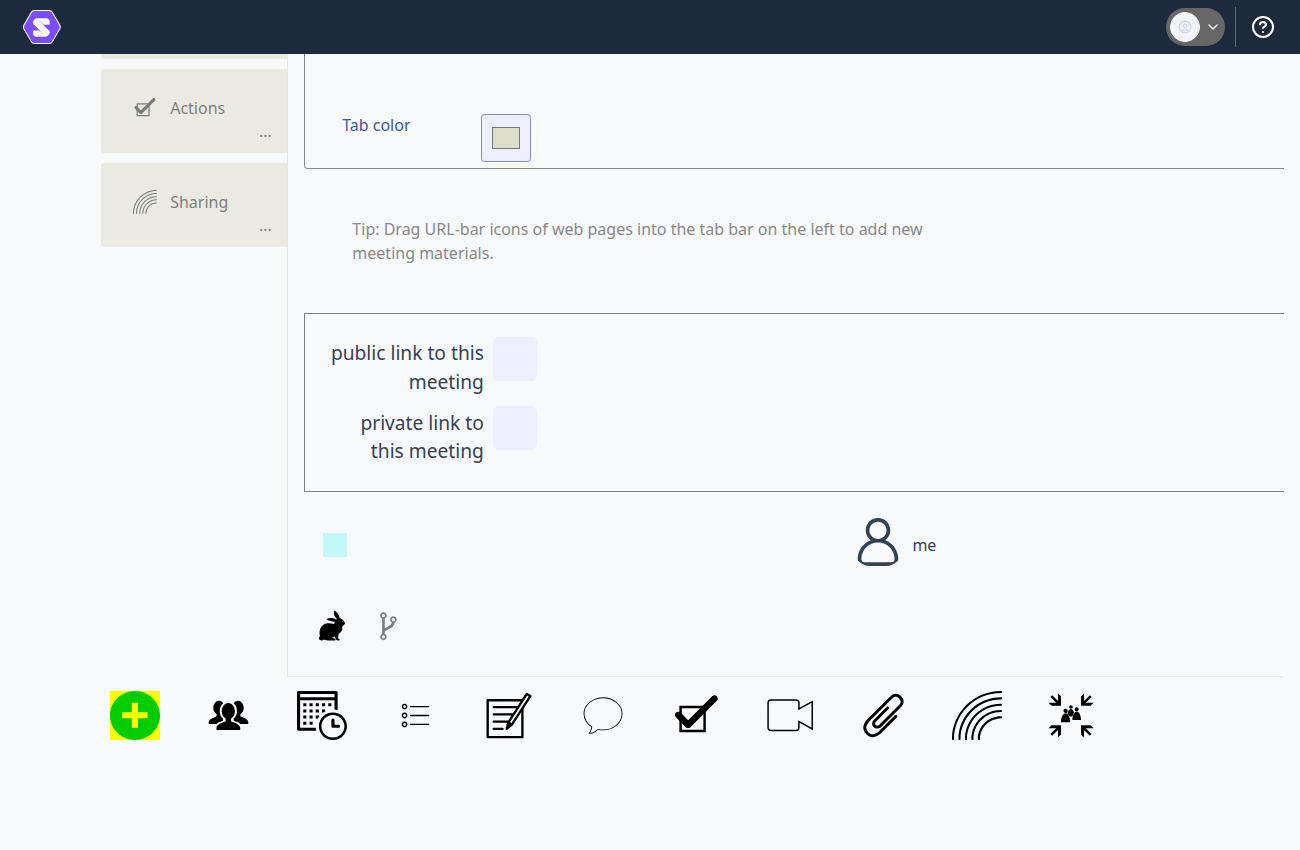 Actions
...
Sharing
...
Tab color
Tip: Drag URL-bar icons of web pages into the tab bar on the left to add new
meeting materials.
public link to this
meeting
private link to
this meeting
me